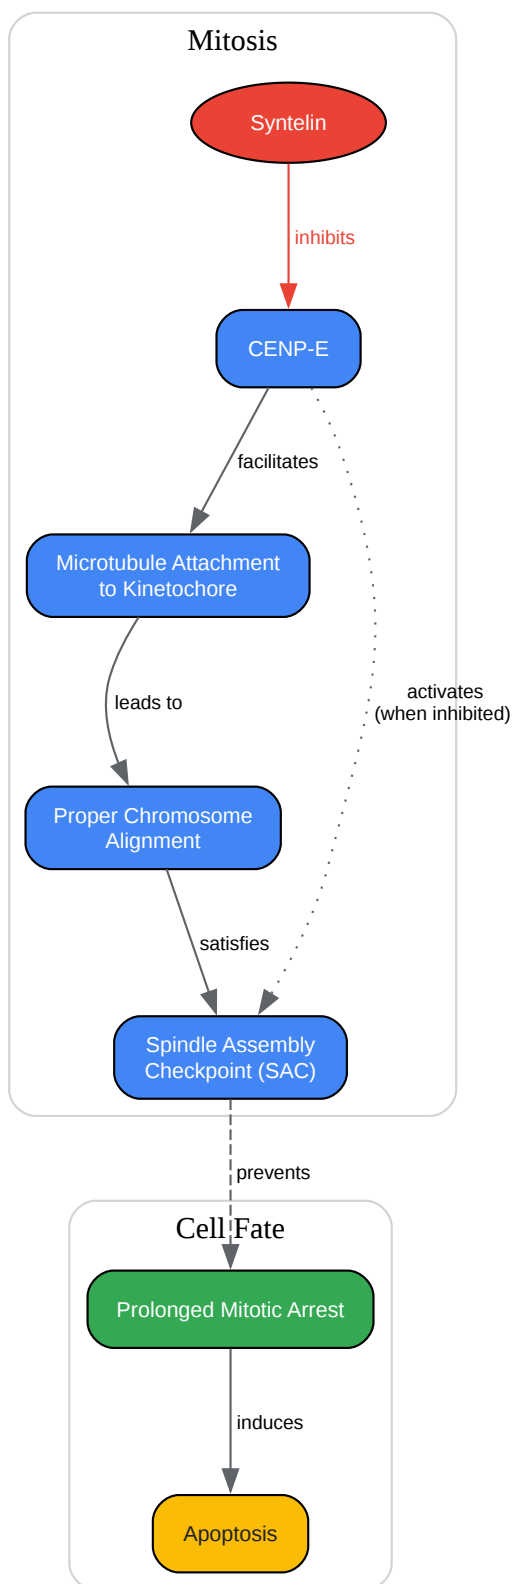 Mitosis
Syntelin
inhibits
CENP-E
facilitates
Microtubule Attachment
to Kinetochore
activates
(when inhibited)
leads to
Proper Chromosome
Alignment
satisfies
Spindle Assembly
Checkpoint (SAC)
prevents
Cell Fate
Prolonged Mitotic Arrest
induces
Apoptosis